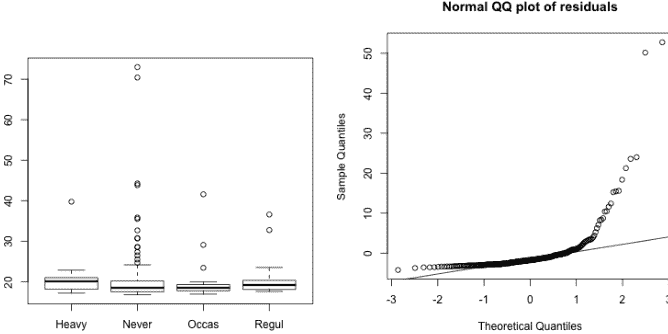 Normal QQ plot of residuals
70
60
50
40
30
20
Heavy Never Occas Regul
Sample Quantiles
50
40
30
20
10
0
-3 -2 -1 0 1 2 3
Theoretical Quantiles